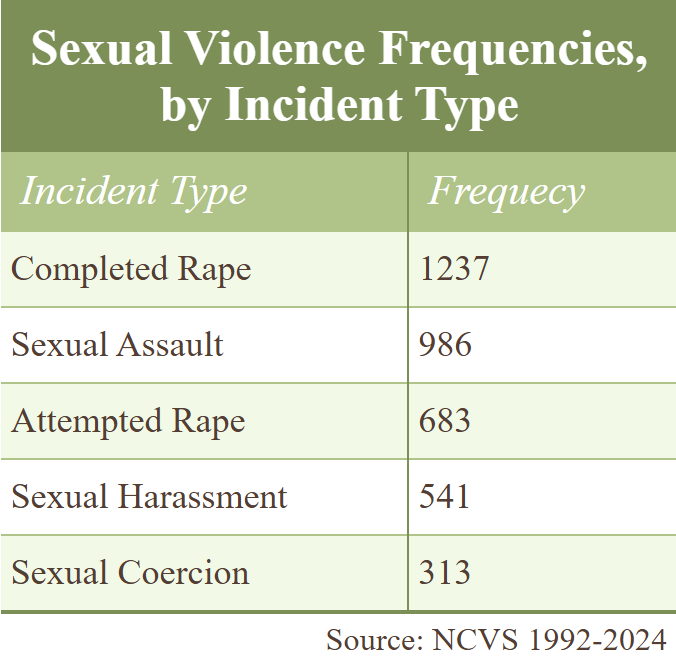 Sexual Violence Frequencies,
by Incident Type
Incident Type Frequecy
Completed Rape 1237
Sexual Assault 986
Attempted Rape 683
Sexual Harassment 541
Sexual Coercion 313
Source: NCVS 1992-2024